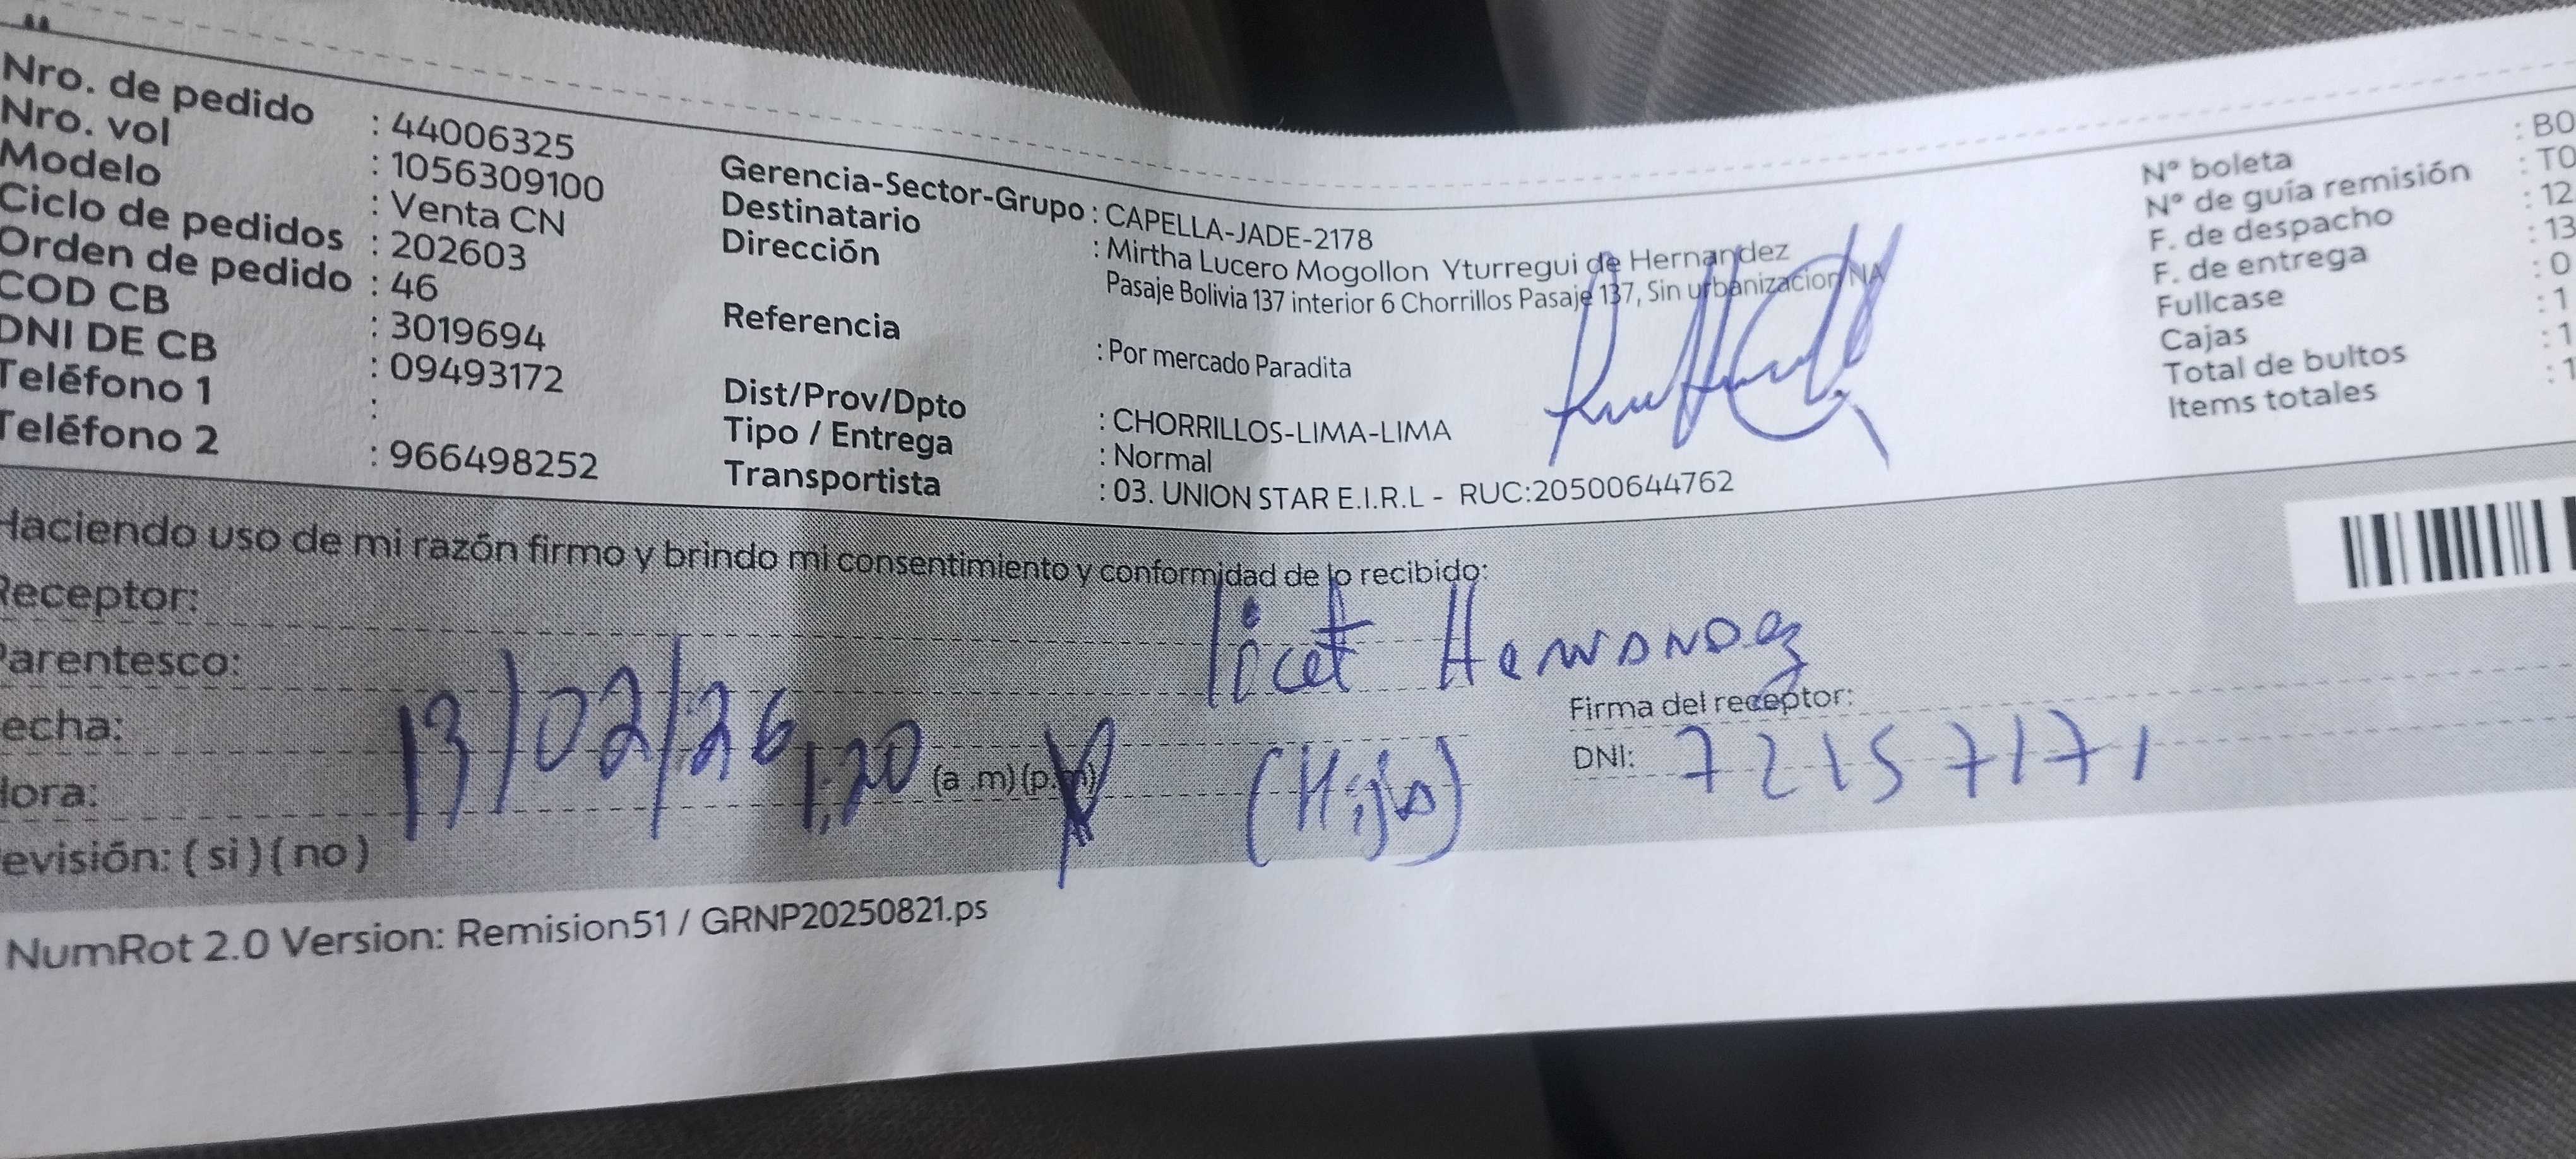 Nro. de pedido : 44006325
Nro. vol : 1056309100
Modelo : Venta CN
Ciclo de pedidos : 202603
Orden de pedido : 46
COD CB : 3019694
DNI DE CB : 09493172
Teléfono 1 :
Teléfono 2 : 966498252
Gerencia-Sector-Grupo : CAPELLA-JADE-2178
Destinatario : Mirtha Lucero Mogollon Yturregui de Hernandez
Dirección Pasaje Bolivia 137 interior 6 Chorrillos Pasaje 137, Sin urbanizacion NA
Referencia : Por mercado Paradita
Dist/Prov/Dpto : CHORRILLOS-LIMA-LIMA
Tipo / Entrega : Normal
Transportista : 03. UNION STAR E.I.R.L - RUC:20500644762
N° boleta : B0
N° de guía remisión : T0
F. de despacho : 12
F. de entrega : 13
Fullcase : 0
Cajas : 1
Total de bultos : 1
Items totales : 1
Haciendo uso de mi razón firmo y brindo mi consentimiento y conformidad de lo recibido:
Receptor: licet Hernandez
Parentesco:
echa: 13/02/26
Hora: 1:20 (a.m) (p.m)
(Hija)
Firma del receptor:
DNI: 72157171
evisión: ( si ) ( no )
NumRot 2.0 Version: Remision51 / GRNP20250821.ps